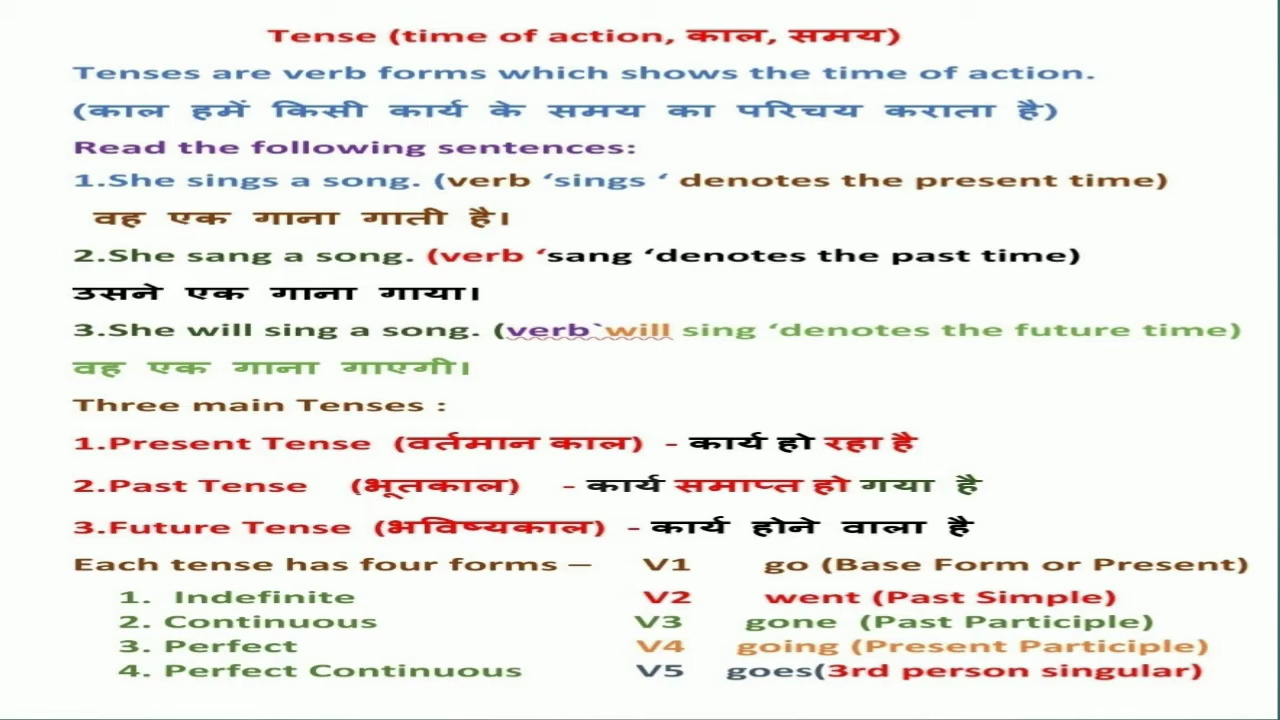 Tense (time of action, काल, समय)
Tenses are verb forms which shows the time of action.
(काल हमें किसी कार्य के समय का परिचय कराता है)
Read the following sentences:
1.She sings a song. (verb ‘sings ‘ denotes the present time)
वह एक गाना गाती है।
2.She sang a song. (verb ‘sang ‘denotes the past time)
उसने एक गाना गाया।
3.She will sing a song. (verb`will sing ‘denotes the future time)
वह एक गाना गाएगी।
Three main Tenses :
1.Present Tense (वर्तमान काल) - कार्य हो रहा है
2.Past Tense (भूतकाल) - कार्य समाप्त हो गया है
3.Future Tense (भविष्यकाल) - कार्य होने वाला है
Each tense has four forms – V1 go (Base Form or Present)
1. Indefinite V2 went (Past Simple)
2. Continuous V3 gone (Past Participle)
3. Perfect V4 going (Present Participle)
4. Perfect Continuous V5 goes(3rd person singular)